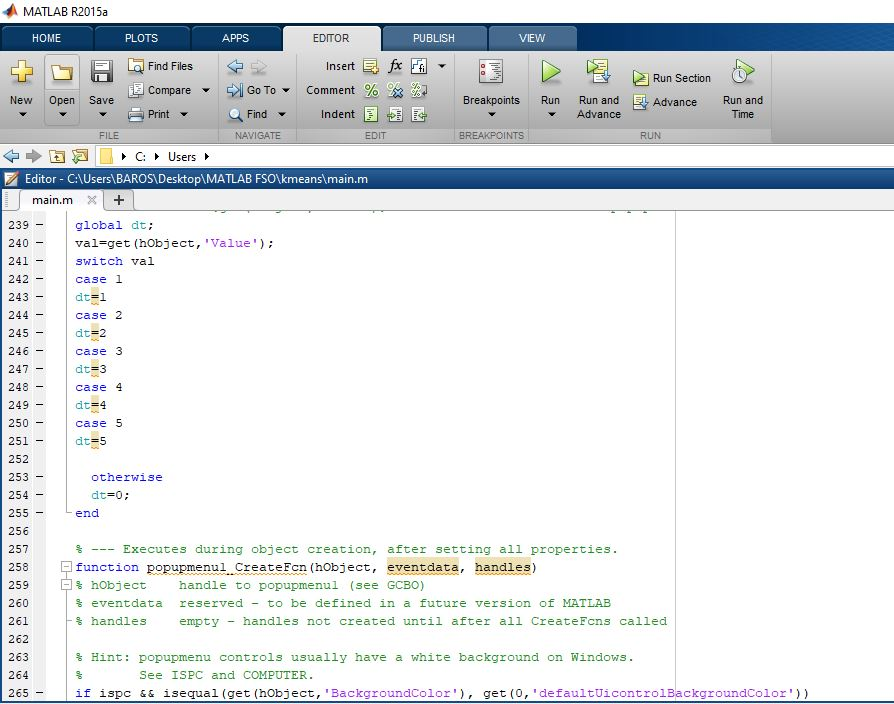 MATLAB R2015a
HOME PLOTS APPS EDITOR PUBLISH VIEW
New Open Save Find Files Compare Print
FILE
Go To Find
NAVIGATE
Insert fx
Comment
Indent
EDIT
Breakpoints
BREAKPOINTS
Run Run and Advance Run Section Advance Run and Time
RUN
C: Users
Editor - C:\Users\BAROS\Desktop\MATLAB FSO\kmeans\main.m
main.m
239 global dt;
240 val=get(hObject,'Value');
241 switch val
242 case 1
243 dt=1
244 case 2
245 dt=2
246 case 3
247 dt=3
248 case 4
249 dt=4
250 case 5
251 dt=5
252
253 otherwise
254 dt=0;
255 end
256
257 % --- Executes during object creation, after setting all properties.
258 function popupmenu1_CreateFcn(hObject, eventdata, handles)
259 % hObject    handle to popupmenu1 (see GCBO)
260 % eventdata  reserved - to be defined in a future version of MATLAB
261 % handles    empty - handles not created until after all CreateFcns called
262
263 % Hint: popupmenu controls usually have a white background on Windows.
264 %       See ISPC and COMPUTER.
265 if ispc && isequal(get(hObject,'BackgroundColor'), get(0,'defaultUicontrolBackgroundColor'))